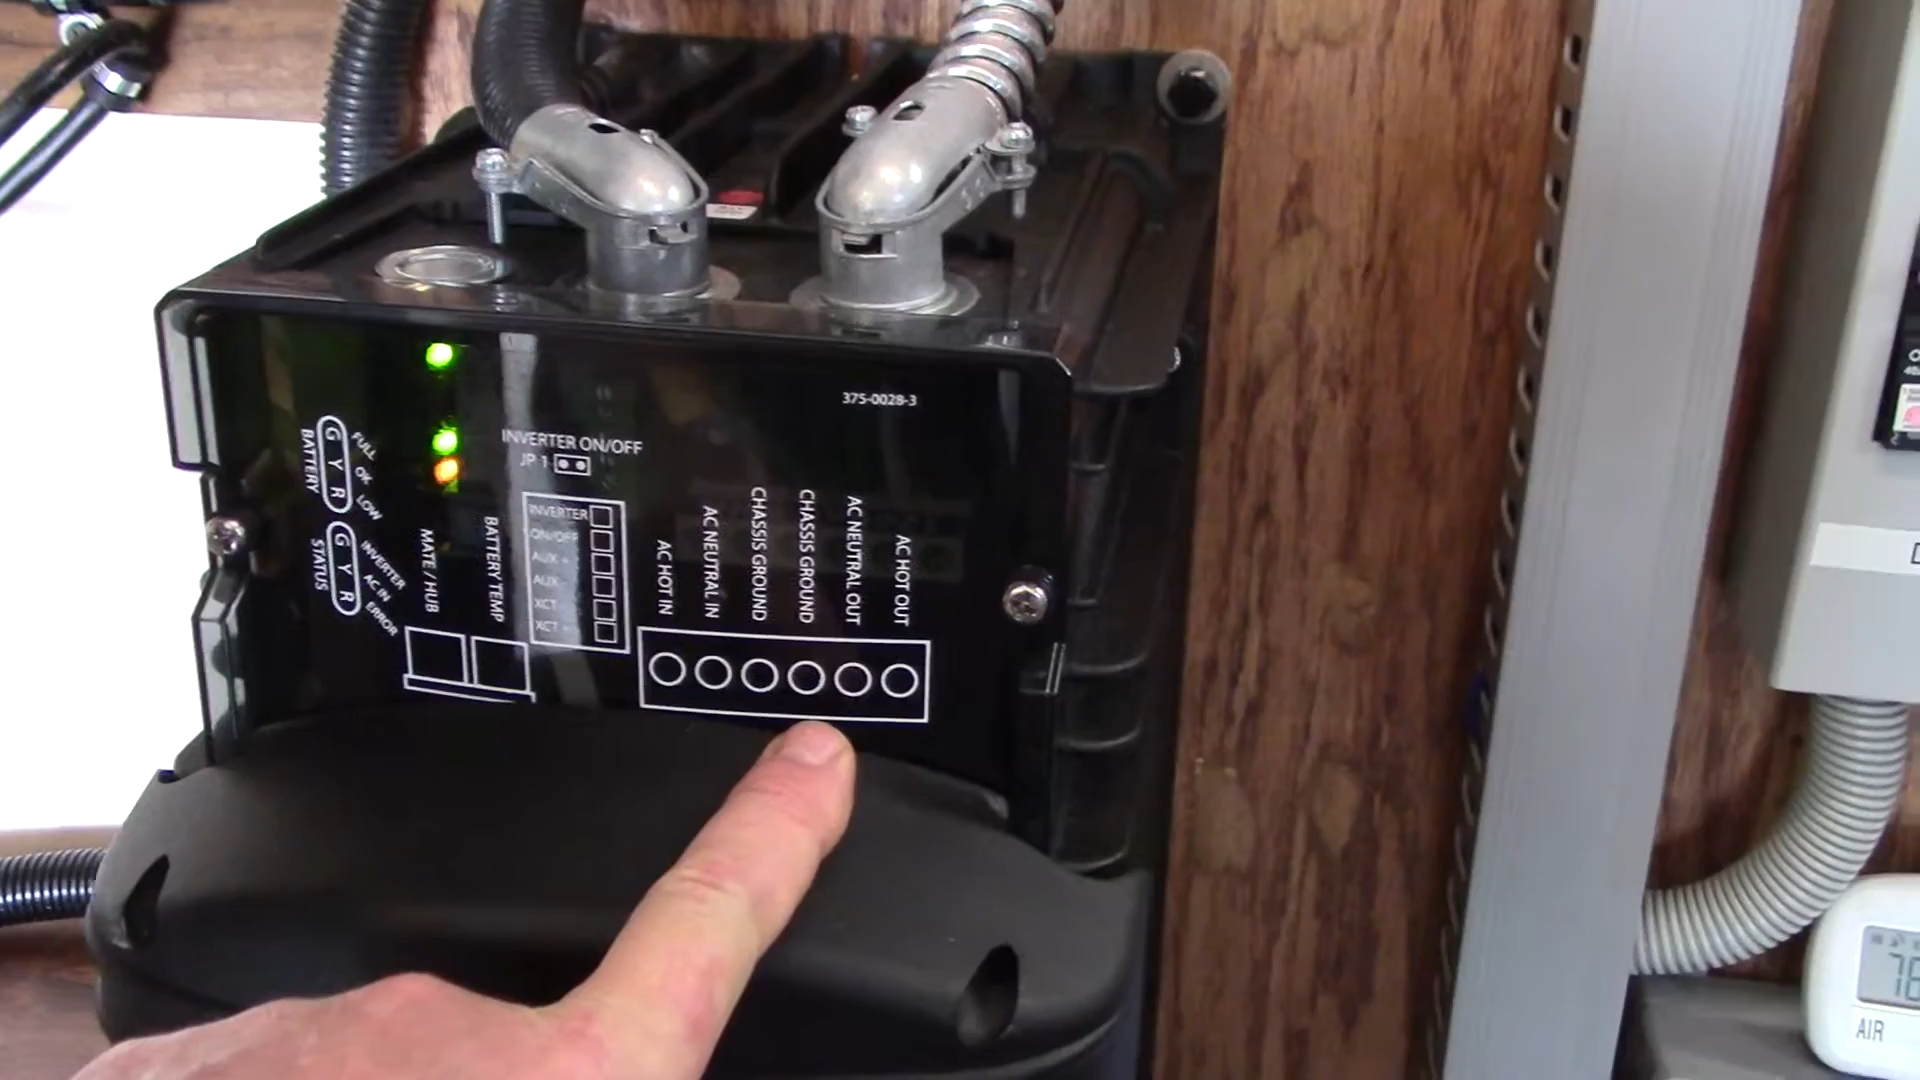 375-0028-3
INVERTER ON/OFF
JP 1
FULL
OK
LOW
G Y R
BATTERY
INVERTER
AC IN
ERROR
G Y R
STATUS
MATE / HUB
BATTERY TEMP
INVERTER
ON/OFF
AUX +
AUX
XCT
XCT
AC HOT IN
AC NEUTRAL IN
CHASSIS GROUND
CHASSIS GROUND
AC NEUTRAL OUT
AC HOT OUT
AIR